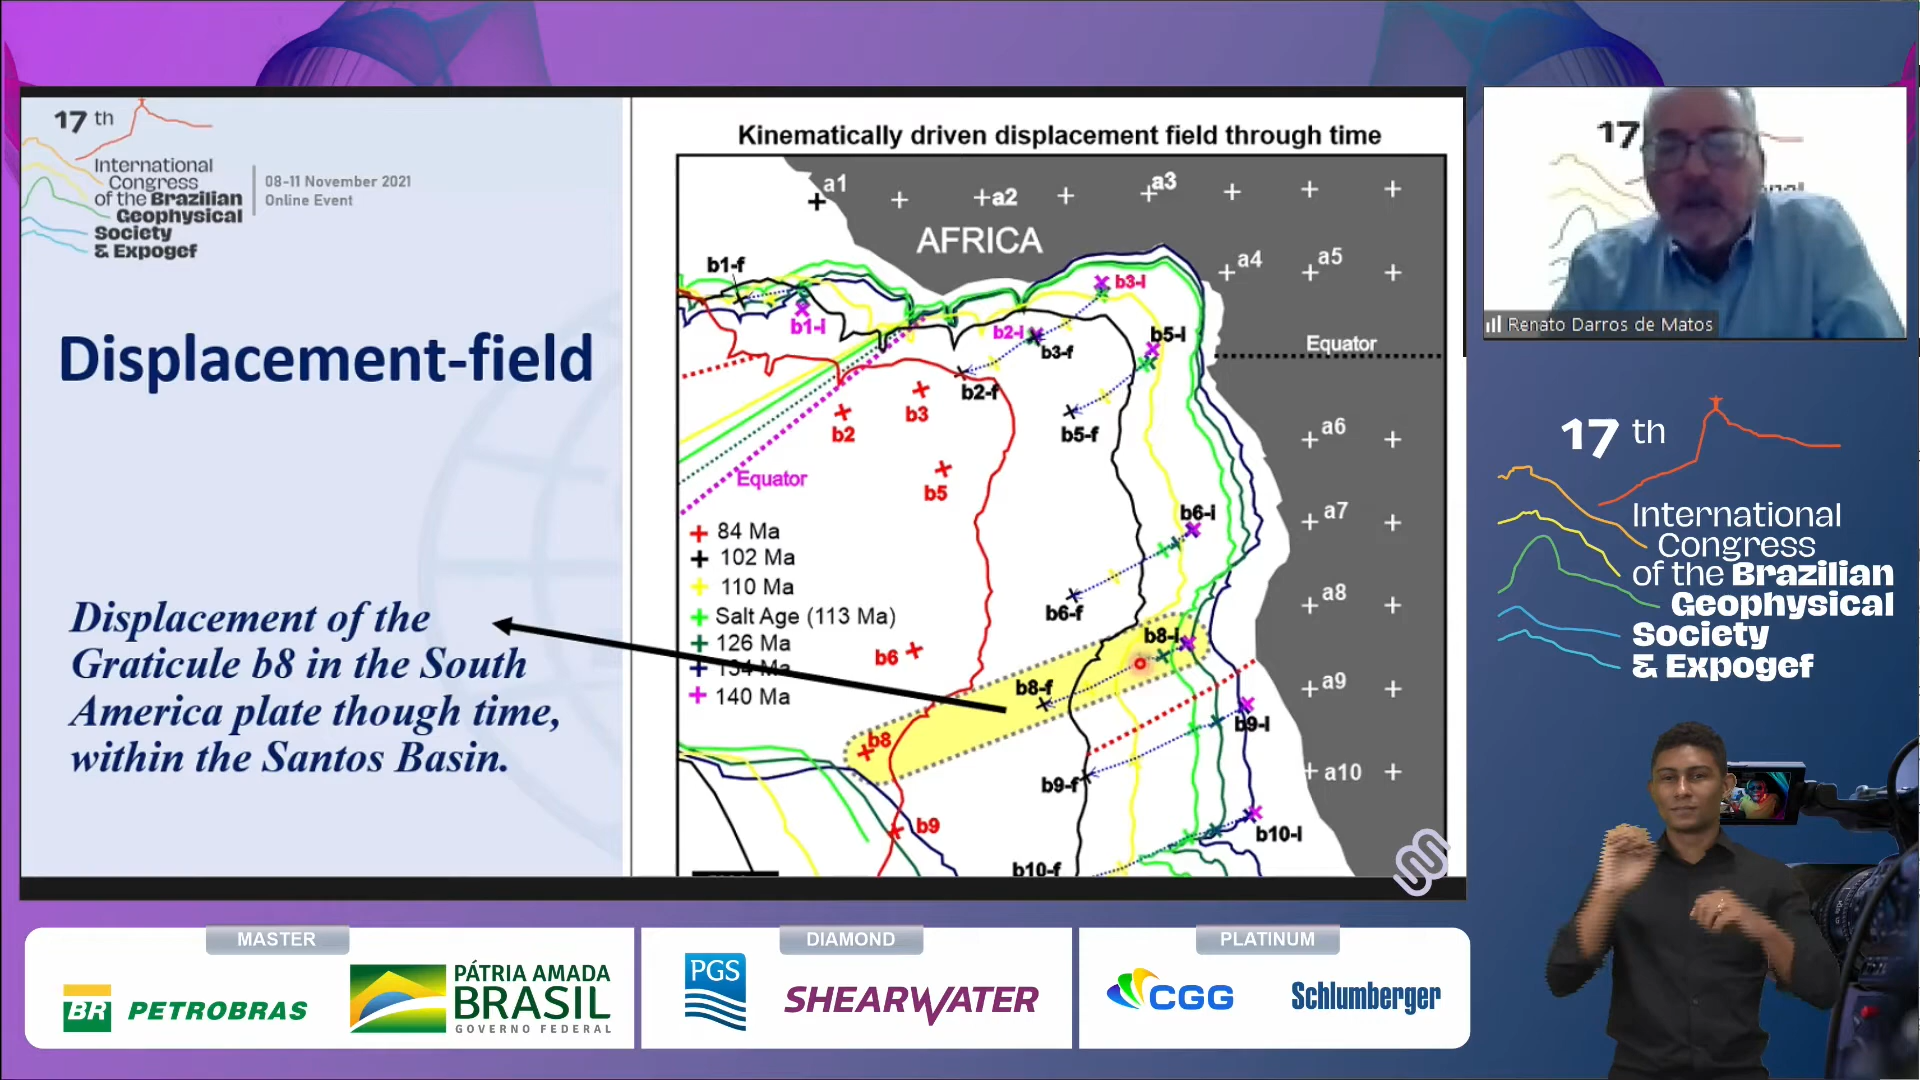 17 th
International
Congress
of the Brazilian
Geophysical
Society
& Expogef
08-11 November 2021
Online Event
Displacement-field
Displacement of the
Graticule b8 in the South
America plate though time,
within the Santos Basin.
Kinematically driven displacement field through time
a1
a2
a3
AFRICA
a4
a5
b1-f
b3-i
b1-i
b2-i
b5-i
b3-f
Equator
b2-f
b3
b2
b5-f
a6
Equator
b5
b6-i
a7
84 Ma
102 Ma
110 Ma
Salt Age (113 Ma)
126 Ma
134 Ma
140 Ma
b6-f
a8
b8-i
b6
b8-f
a9
b9-i
b8
b9-f
a10
b9
b10-i
b10-f
17
Renato Darros de Matos
17 th
International
Congress
of the Brazilian
Geophysical
Society
& Expogef
MASTER
BR PETROBRAS
PÁTRIA AMADA
BRASIL
GOVERNO FEDERAL
DIAMOND
PGS
SHEARWATER
PLATINUM
CGG
Schlumberger